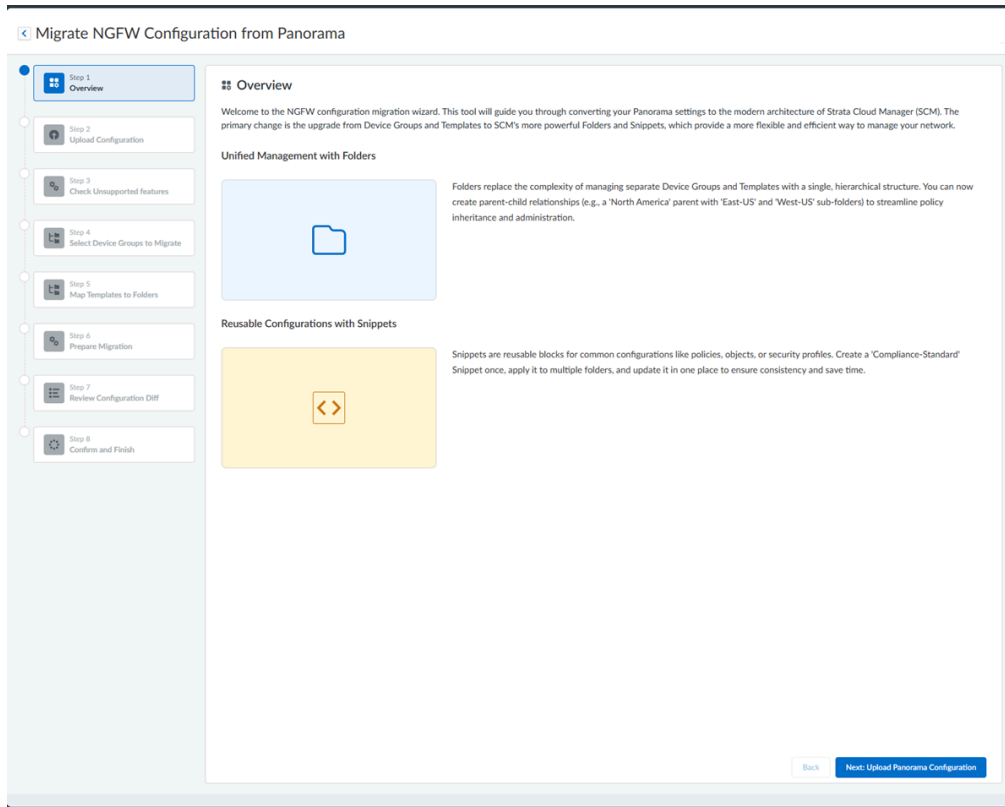 Migrate NGFW Configuration from Panorama
Step 1
Overview
Step 2
Upload Configuration
Step 3
Check Unsupported features
Step 4
Select Device Groups to Migrate
Step 5
Map Templates to Folders
Step 6
Prepare Migration
Step 7
Review Configuration Diff
Step 8
Confirm and Finish
Overview
Welcome to the NGFW configuration migration wizard. This tool will guide you through converting your Panorama settings to the modern architecture of Strata Cloud Manager (SCM). The
primary change is the upgrade from Device Groups and Templates to SCM's more powerful Folders and Snippets, which provide a more flexible and efficient way to manage your network.
Unified Management with Folders
Folders replace the complexity of managing separate Device Groups and Templates with a single, hierarchical structure. You can now
create parent-child relationships (e.g., a 'North America' parent with 'East-US' and 'West-US' sub-folders) to streamline policy
inheritance and administration.
Reusable Configurations with Snippets
Snippets are reusable blocks for common configurations like policies, objects, or security profiles. Create a 'Compliance-Standard'
Snippet once, apply it to multiple folders, and update it in one place to ensure consistency and save time.
Back
Next: Upload Panorama Configuration